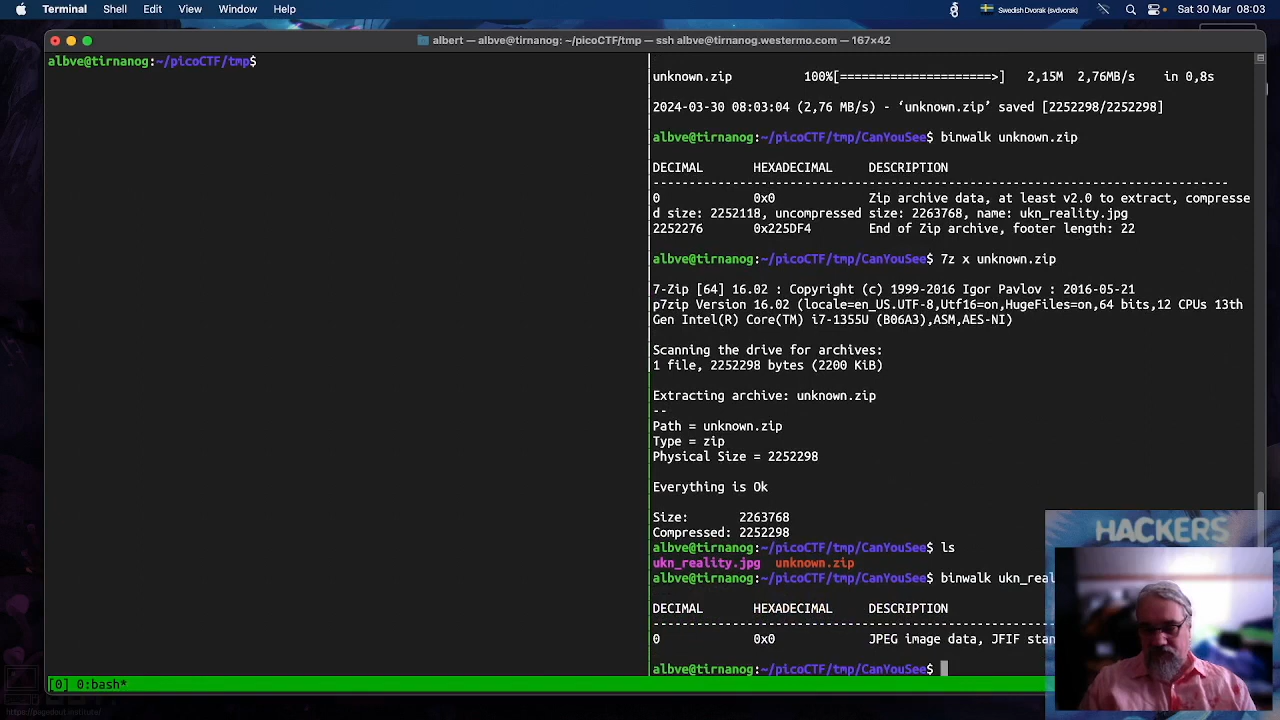 Terminal Shell Edit View Window Help Swedish Dvorak (svdvorak) Sat 30 Mar 08:03
albert — albve@tirnanog: ~/picoCTF/tmp — ssh albve@tirnanog.westermo.com — 167×42
albve@tirnanog:~/picoCTF/tmp$
unknown.zip 100%[=====================>] 2,15M 2,76MB/s in 0,8s
2024-03-30 08:03:04 (2,76 MB/s) - ‘unknown.zip’ saved [2252298/2252298]
albve@tirnanog:~/picoCTF/tmp/CanYouSee$ binwalk unknown.zip
DECIMAL HEXADECIMAL DESCRIPTION
--------------------------------------------------------------------------------
0 0x0 Zip archive data, at least v2.0 to extract, compresse
d size: 2252118, uncompressed size: 2263768, name: ukn_reality.jpg
2252276 0x225DF4 End of Zip archive, footer length: 22
albve@tirnanog:~/picoCTF/tmp/CanYouSee$ 7z x unknown.zip
7-Zip [64] 16.02 : Copyright (c) 1999-2016 Igor Pavlov : 2016-05-21
p7zip Version 16.02 (locale=en_US.UTF-8,Utf16=on,HugeFiles=on,64 bits,12 CPUs 13th
Gen Intel(R) Core(TM) i7-1355U (B06A3),ASM,AES-NI)
Scanning the drive for archives:
1 file, 2252298 bytes (2200 KiB)
Extracting archive: unknown.zip
--
Path = unknown.zip
Type = zip
Physical Size = 2252298
Everything is Ok
Size: 2263768
Compressed: 2252298
albve@tirnanog:~/picoCTF/tmp/CanYouSee$ ls
ukn_reality.jpg unknown.zip
albve@tirnanog:~/picoCTF/tmp/CanYouSee$ binwalk ukn_real
DECIMAL HEXADECIMAL DESCRIPTION
--------------------------------------------------------------------------------
0 0x0 JPEG image data, JFIF stan
albve@tirnanog:~/picoCTF/tmp/CanYouSee$
[0] 0:bash*
HACKERS